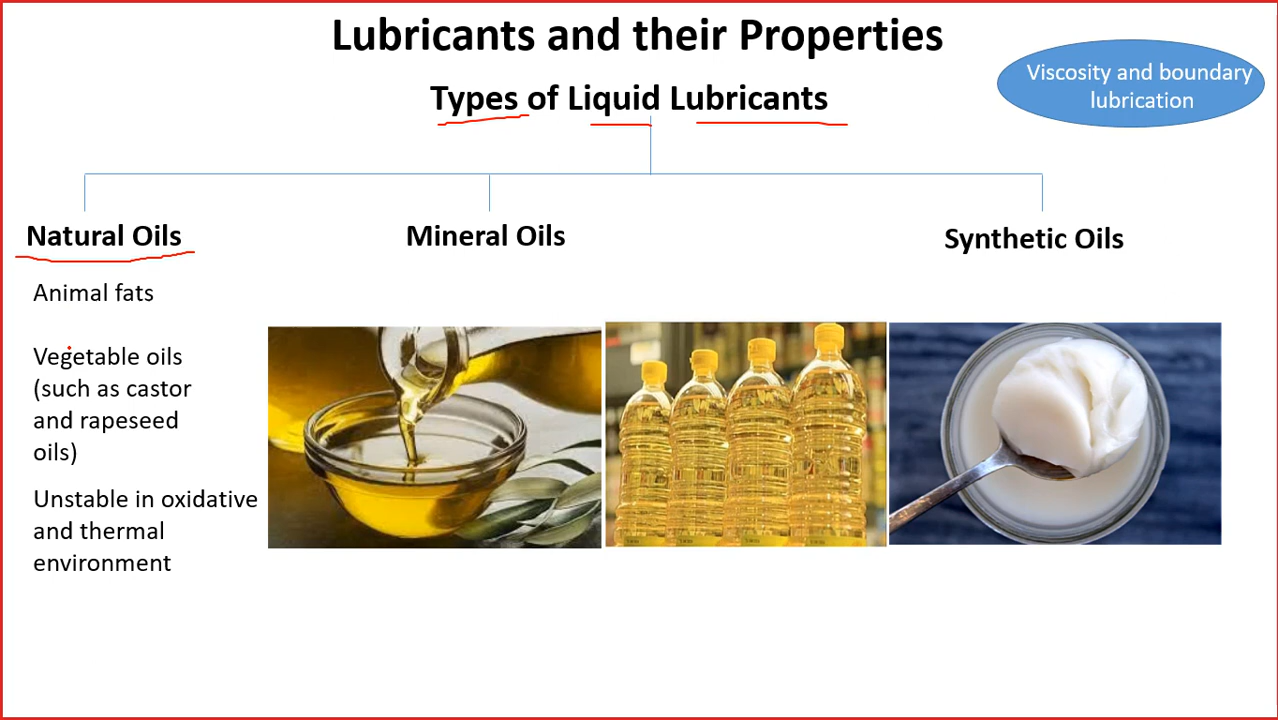 Lubricants and their Properties
Viscosity and boundary
lubrication
Types of Liquid Lubricants
Natural Oils
Mineral Oils
Synthetic Oils
Animal fats
Vegetable oils
(such as castor
and rapeseed
oils)
Unstable in oxidative
and thermal
environment